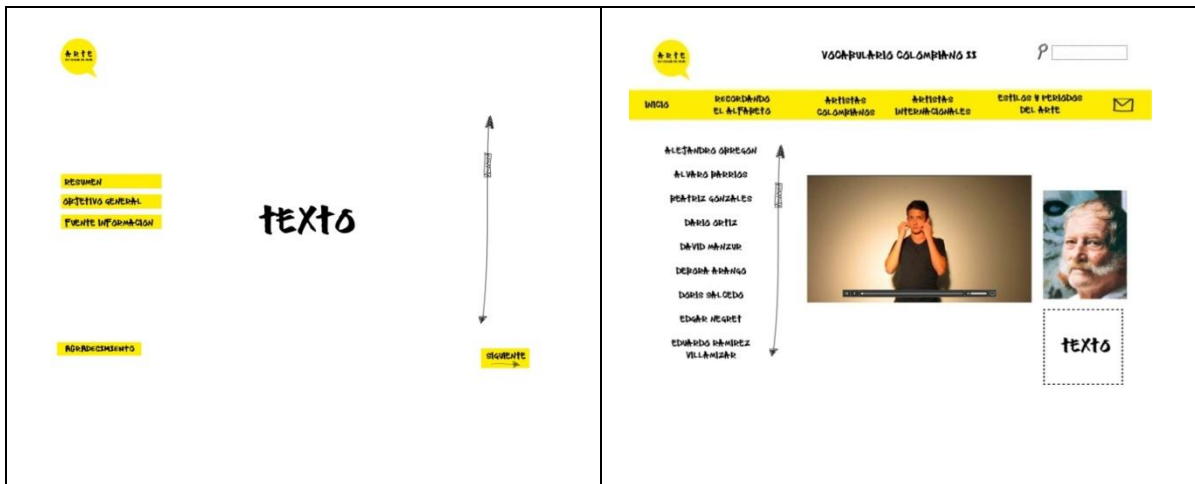 ARTE
RESUMEN
OBJETIVO GENERAL
FUENTE INFORMACION
TEXTO
AGRADECIMIENTO
SIGUIENTE
ARTE
VOCABULARIO COLOMBIANO II
INICIO
RECORDANDO
EL ALFABETO
ARTISTAS
COLOMBIANOS
ARTISTAS
INTERNACIONALES
ESTILOS Y PERIODOS
DEL ARTE
ALEJANDRO OBREGON
ALVARO BARRIOS
BEATRIZ GONZALES
DARIO ORTIZ
DAVID MANZUR
DEBORA ARANGO
DORIS SALCEDO
EDGAR NEGRET
EDUARDO RAMIREZ
VILLAMIZAR
TEXTO